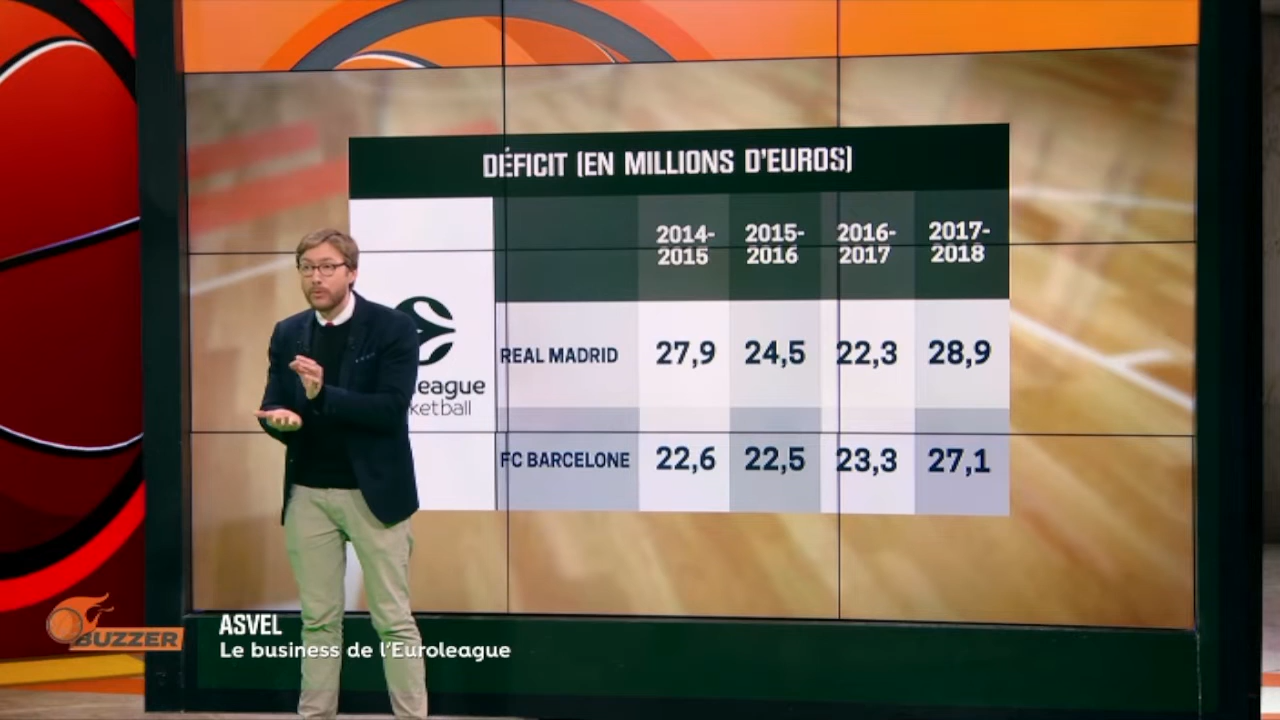 DÉFICIT (EN MILLIONS D'EUROS)
2014-
2015
2015-
2016
2016-
2017
2017-
2018
REAL MADRID 27,9 24,5 22,3 28,9
league
ketball
FC BARCELONE 22,6 22,5 23,3 27,1
BUZZER
ASVEL
Le business de l'Euroleague